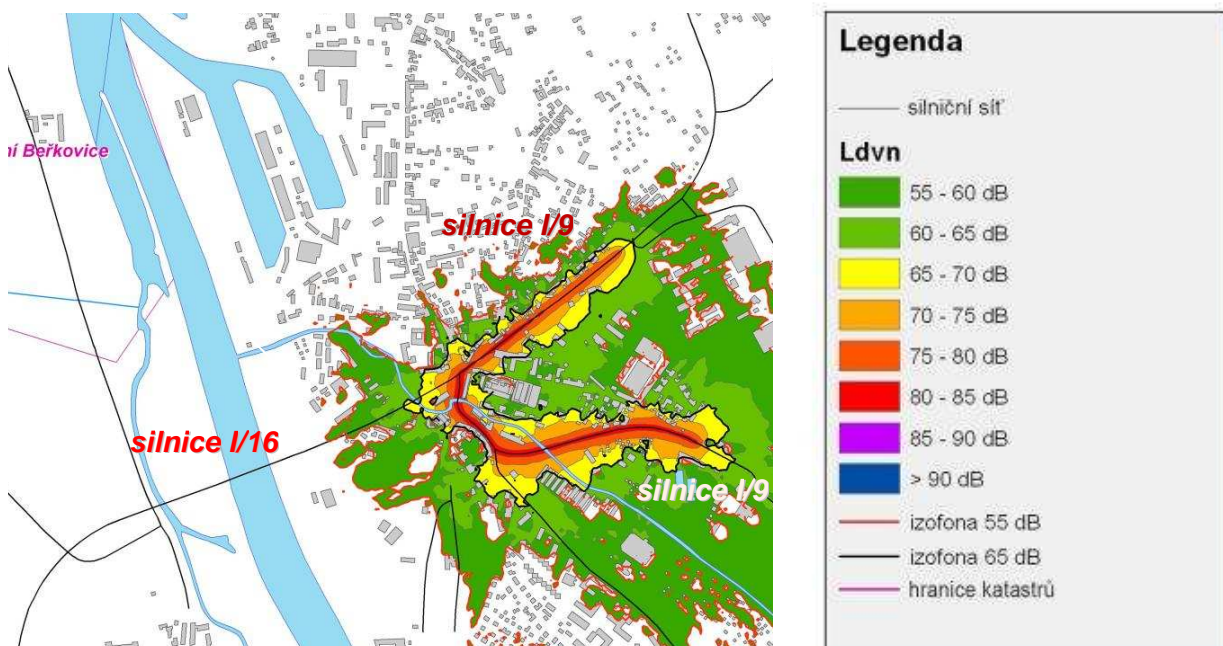 ní Beřkovice
silnice I/9
silnice I/16
silnice I/9
Legenda
silniční síť
Ldvn
55 - 60 dB
60 - 65 dB
65 - 70 dB
70 - 75 dB
75 - 80 dB
80 - 85 dB
85 - 90 dB
> 90 dB
izofona 55 dB
izofona 65 dB
hranice katastrů